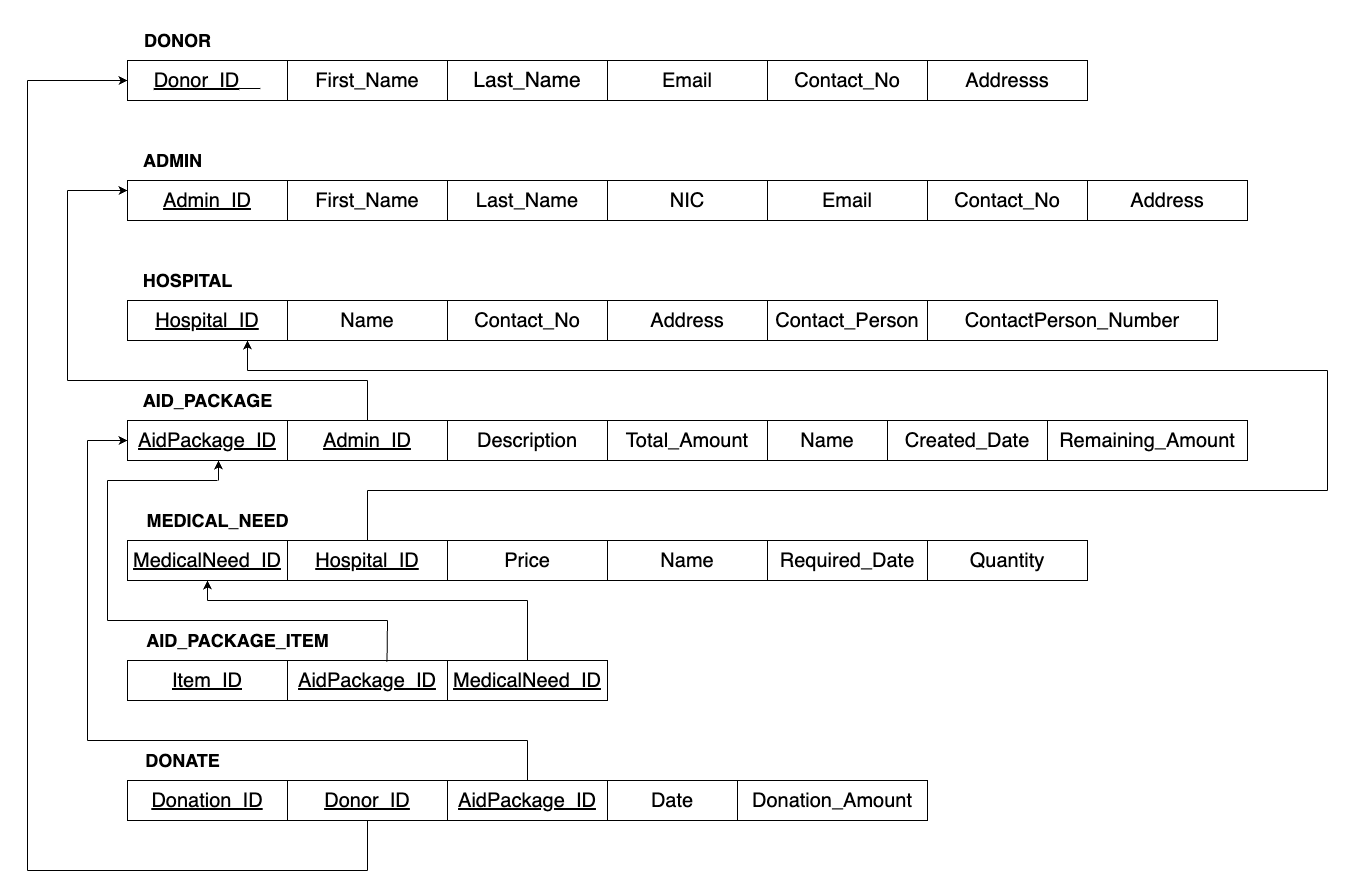 DONOR
Donor_ID First_Name Last_Name Email Contact_No Addresss
ADMIN
Admin_ID First_Name Last_Name NIC Email Contact_No Address
HOSPITAL
Hospital_ID Name Contact_No Address Contact_Person ContactPerson_Number
AID_PACKAGE
AidPackage_ID Admin_ID Description Total_Amount Name Created_Date Remaining_Amount
MEDICAL_NEED
MedicalNeed_ID Hospital_ID Price Name Required_Date Quantity
AID_PACKAGE_ITEM
Item_ID AidPackage_ID MedicalNeed_ID
DONATE
Donation_ID Donor_ID AidPackage_ID Date Donation_Amount